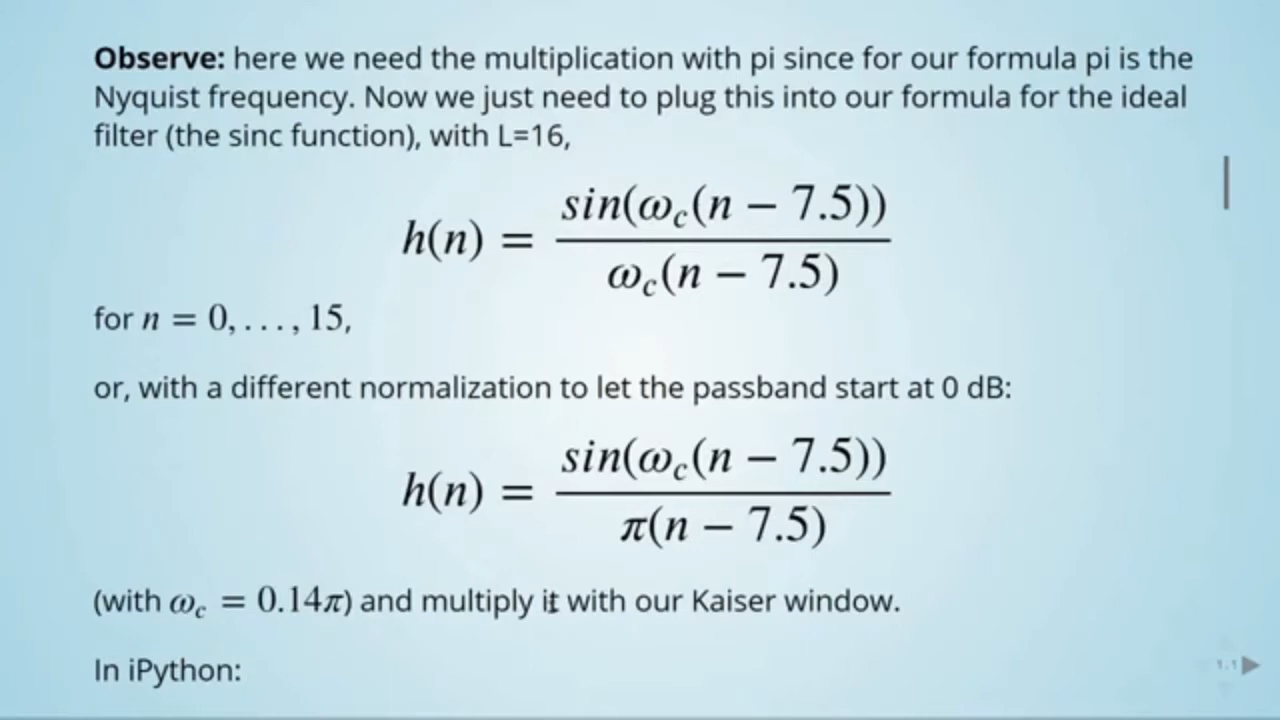 Observe: here we need the multiplication with pi since for our formula pi is the
Nyquist frequency. Now we just need to plug this into our formula for the ideal
filter (the sinc function), with L=16,
h(n) = sin(ω_c(n − 7.5)) / ω_c(n − 7.5)
for n = 0, . . . , 15,
or, with a different normalization to let the passband start at 0 dB:
h(n) = sin(ω_c(n − 7.5)) / π(n − 7.5)
(with ω_c = 0.14π) and multiply it with our Kaiser window.
In iPython:
1.1